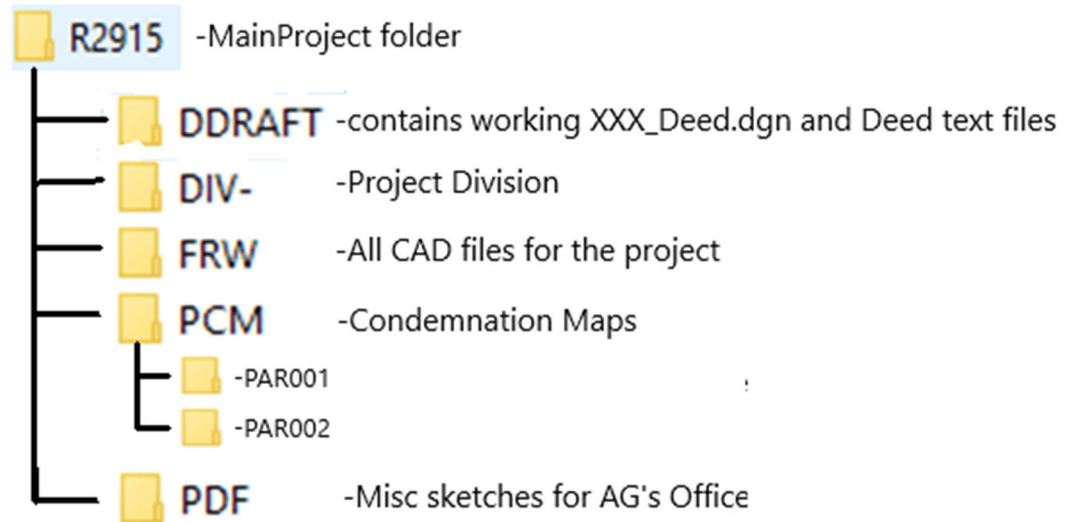 R2915 -MainProject folder
DDRAFT -contains working XXX_Deed.dgn and Deed text files
DIV- -Project Division
FRW -All CAD files for the project
PCM -Condemnation Maps
-PAR001
-PAR002
PDF -Misc sketches for AG's Office